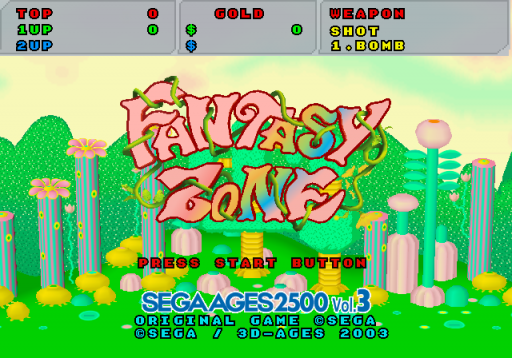 TOP 0 GOLD WEAPON
1UP 0 $ 0 SHOT
2UP $ 1.BOMB
FANTASY
ZONE
PRESS START BUTTON
SEGA AGES 2500 Vol.3
ORIGINAL GAME ©SEGA
©SEGA / 3D-AGES 2003